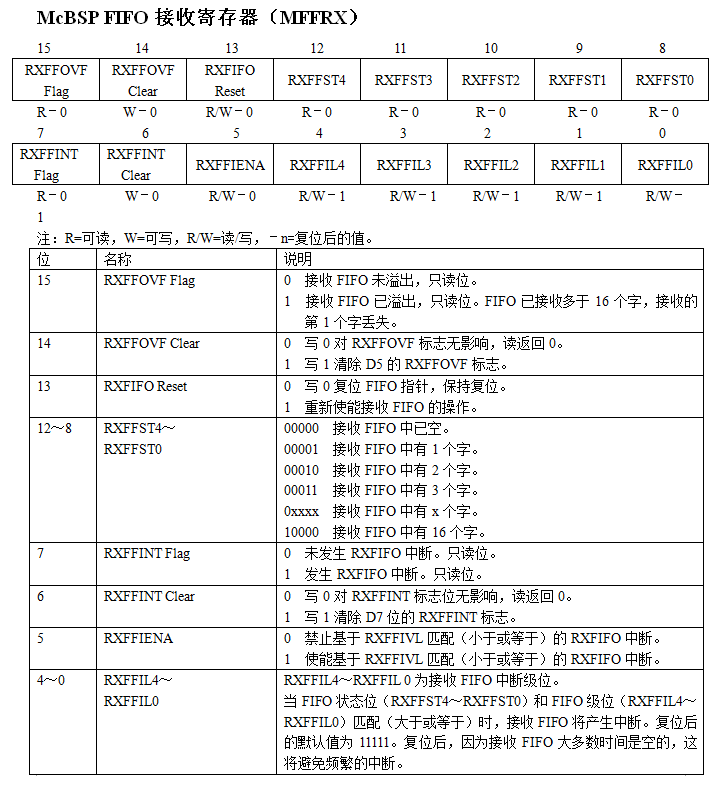 McBSP FIFO 接收寄存器（MFFRX）
15 14 13 12 11 10 9 8
RXFFOVF Flag RXFFOVF Clear RXFIFO Reset RXFFST4 RXFFST3 RXFFST2 RXFFST1 RXFFST0
R－0 W－0 R/W－0 R－0 R－0 R－0 R－0 R－0
7 6 5 4 3 2 1 0
RXFFINT Flag RXFFINT Clear RXFFIENA RXFFIL4 RXFFIL3 RXFFIL2 RXFFIL1 RXFFIL0
R－0 W－0 R/W－0 R/W－1 R/W－1 R/W－1 R/W－1 R/W－
1
注：R=可读，W=可写，R/W=读/写，－n=复位后的值。
位 名称 说明
15 RXFFOVF Flag 0 接收 FIFO 未溢出，只读位。
1 接收 FIFO 已溢出，只读位。FIFO 已接收多于 16 个字，接收的
第 1 个字丢失。
14 RXFFOVF Clear 0 写 0 对 RXFFOVF 标志无影响，读返回 0。
1 写 1 清除 D5 的 RXFFOVF 标志。
13 RXFIFO Reset 0 写 0 复位 FIFO 指针，保持复位。
1 重新使能接收 FIFO 的操作。
12～8 RXFFST4～ 00000 接收 FIFO 中已空。
RXFFST0 00001 接收 FIFO 中有 1 个字。
00010 接收 FIFO 中有 2 个字。
00011 接收 FIFO 中有 3 个字。
0xxxx 接收 FIFO 中有 x 个字。
10000 接收 FIFO 中有 16 个字。
7 RXFFINT Flag 0 未发生 RXFIFO 中断。只读位。
1 发生 RXFIFO 中断。只读位。
6 RXFFINT Clear 0 写 0 对 RXFFINT 标志位无影响，读返回 0。
1 写 1 清除 D7 位的 RXFFINT 标志。
5 RXFFIENA 0 禁止基于 RXFFIVL 匹配（小于或等于）的 RXFIFO 中断。
1 使能基于 RXFFIVL 匹配（小于或等于）的 RXFIFO 中断。
4～0 RXFFIL4～ RXFFIL4～RXFFIL 0 为接收 FIFO 中断级位。
RXFFIL0 当 FIFO 状态位（RXFFST4～RXFFST0）和 FIFO 级位（RXFFIL4～
RXFFIL0）匹配（大于或等于）时，接收 FIFO 将产生中断。复位后
的默认值为 11111。复位后，因为接收 FIFO 大多数时间是空的，这
将避免频繁的中断。